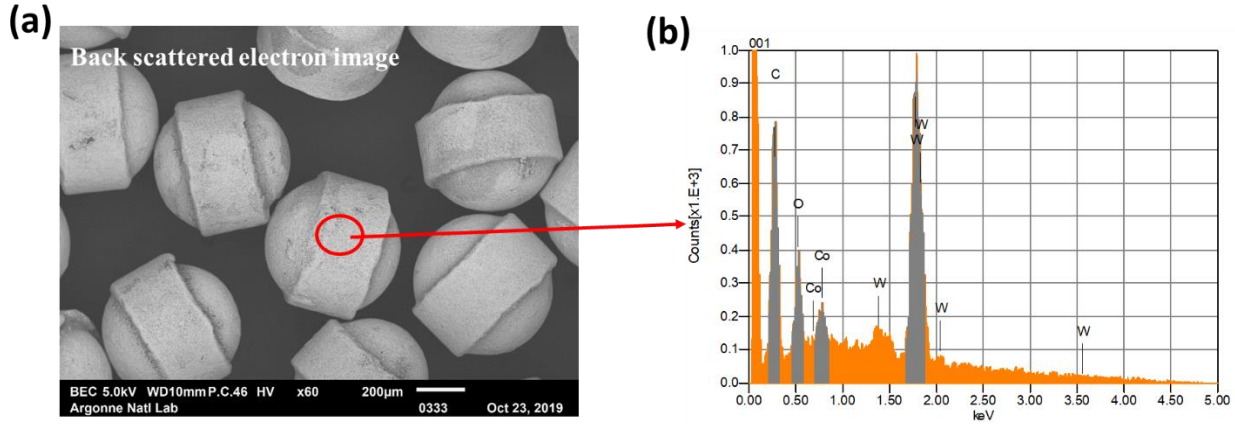 (a)
Back scattered electron image
BEC 5.0kV WD10mm P.C.46 HV x60 200µm
Argonne Natl Lab 0333 Oct 23, 2019
(b)
001
Counts[x1.E+3]
1.0
0.9
0.8
0.7
0.6
0.5
0.4
0.3
0.2
0.1
0.0
C
O
Co
Co
W
W
W
W
W
0.00 0.50 1.00 1.50 2.00 2.50 3.00 3.50 4.00 4.50 5.00
keV